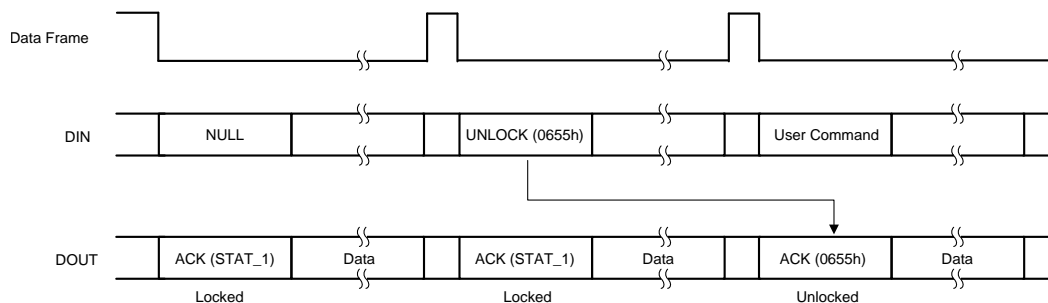 Data Frame
DIN
NULL
UNLOCK (0655h)
User Command
DOUT
ACK (STAT_1)
Data
ACK (STAT_1)
Data
ACK (0655h)
Data
Locked
Locked
Unlocked